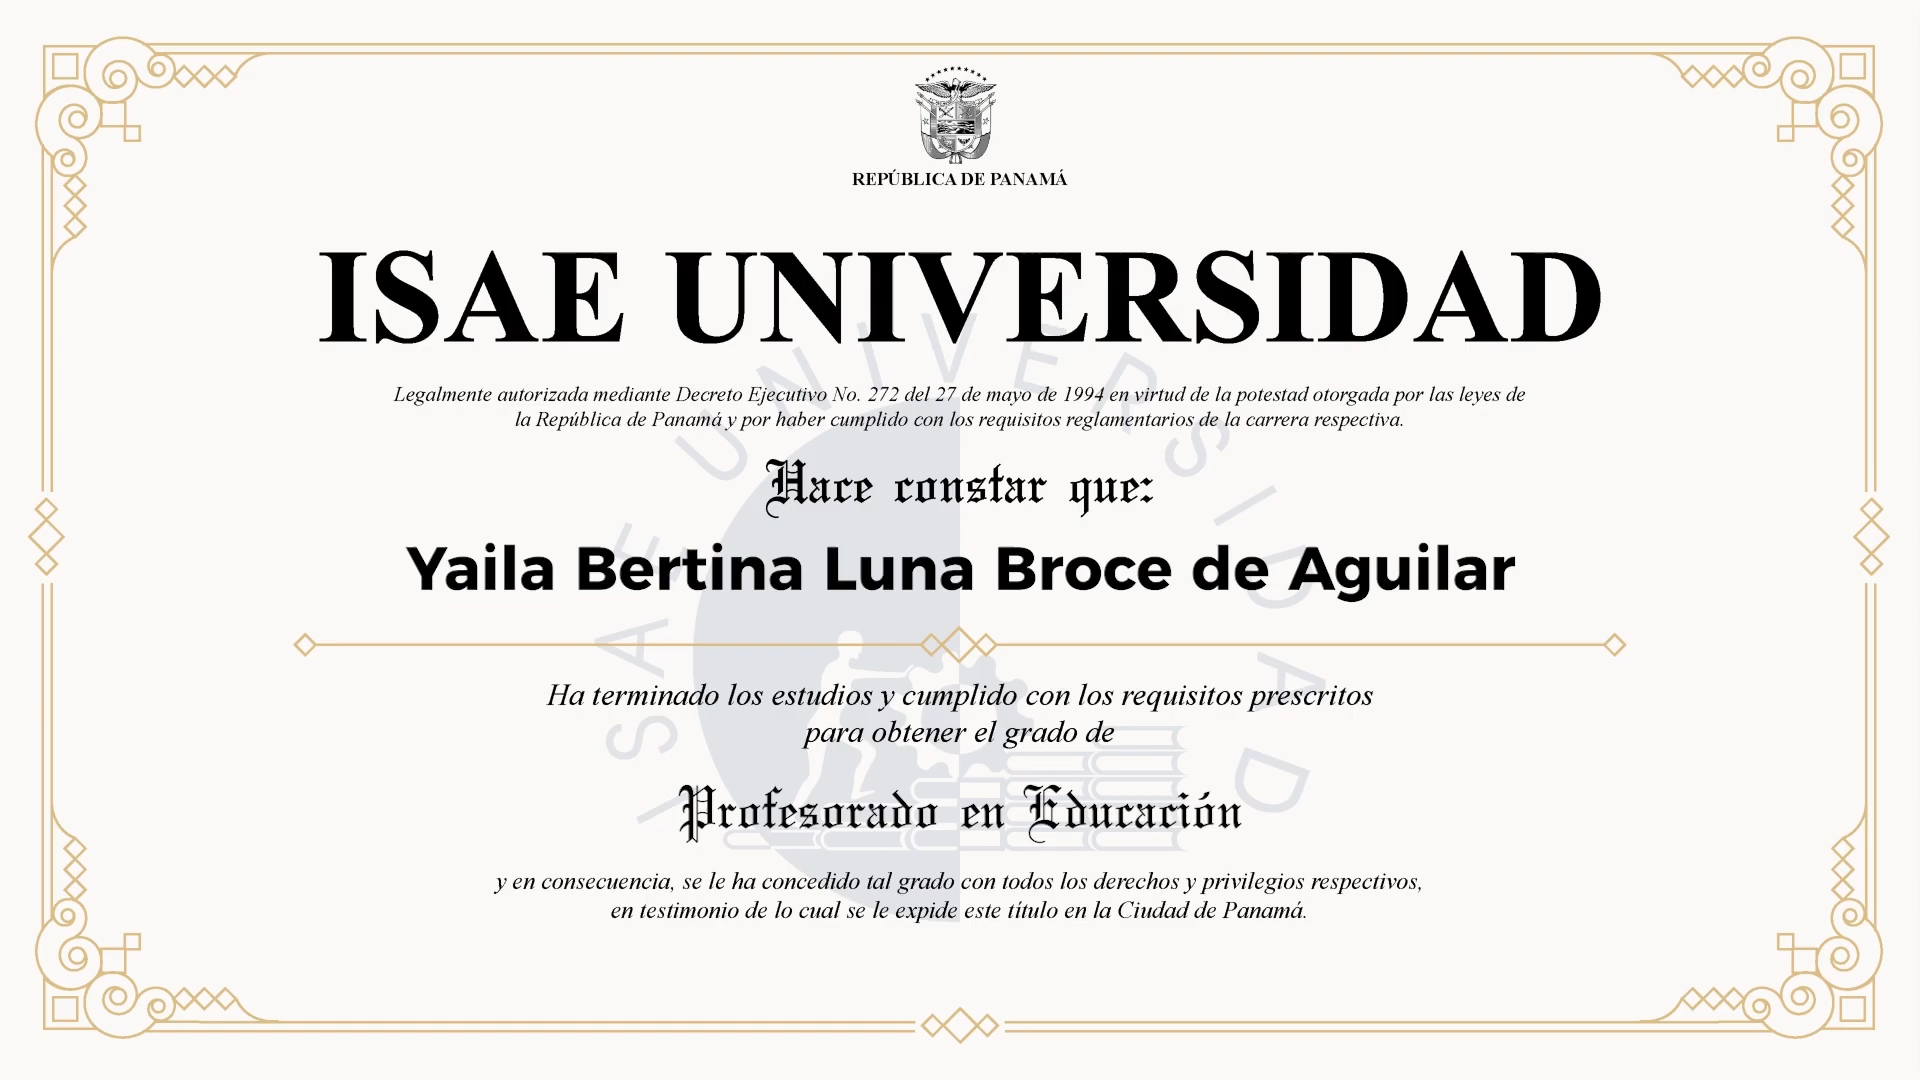 REPÚBLICA DE PANAMÁ
ISAE UNIVERSIDAD
Legalmente autorizada mediante Decreto Ejecutivo No. 272 del 27 de mayo de 1994 en virtud de la potestad otorgada por las leyes de
la República de Panamá y por haber cumplido con los requisitos reglamentarios de la carrera respectiva.
Hace constar que:
Yaila Bertina Luna Broce de Aguilar
Ha terminado los estudios y cumplido con los requisitos prescritos
para obtener el grado de
Profesorado en Educación
y en consecuencia, se le ha concedido tal grado con todos los derechos y privilegios respectivos,
en testimonio de lo cual se le expide este título en la Ciudad de Panamá.
ISAE UNIVERSIDAD